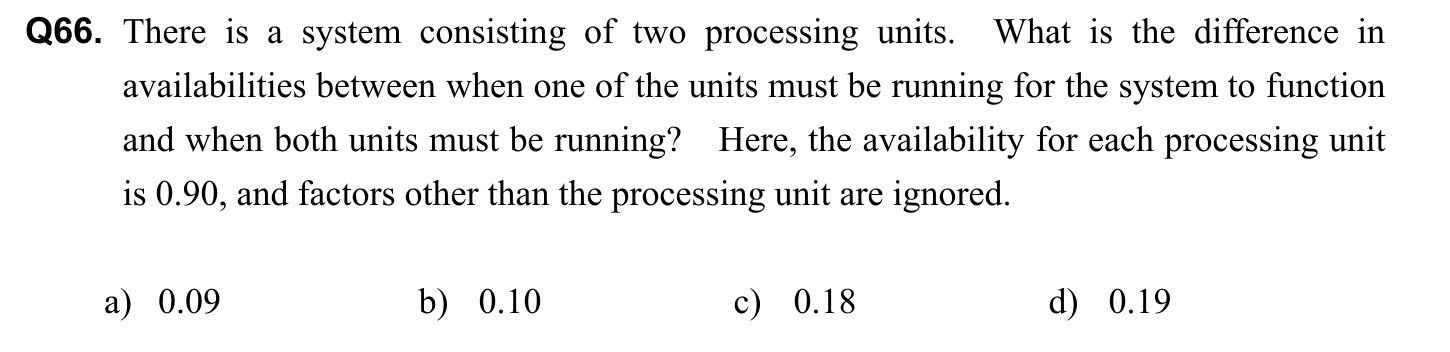 Q66. There is a system consisting of two processing units. What is the difference in
availabilities between when one of the units must be running for the system to function
and when both units must be running? Here, the availability for each processing unit
is 0.90, and factors other than the processing unit are ignored.
a) 0.09 b) 0.10 c) 0.18 d) 0.19